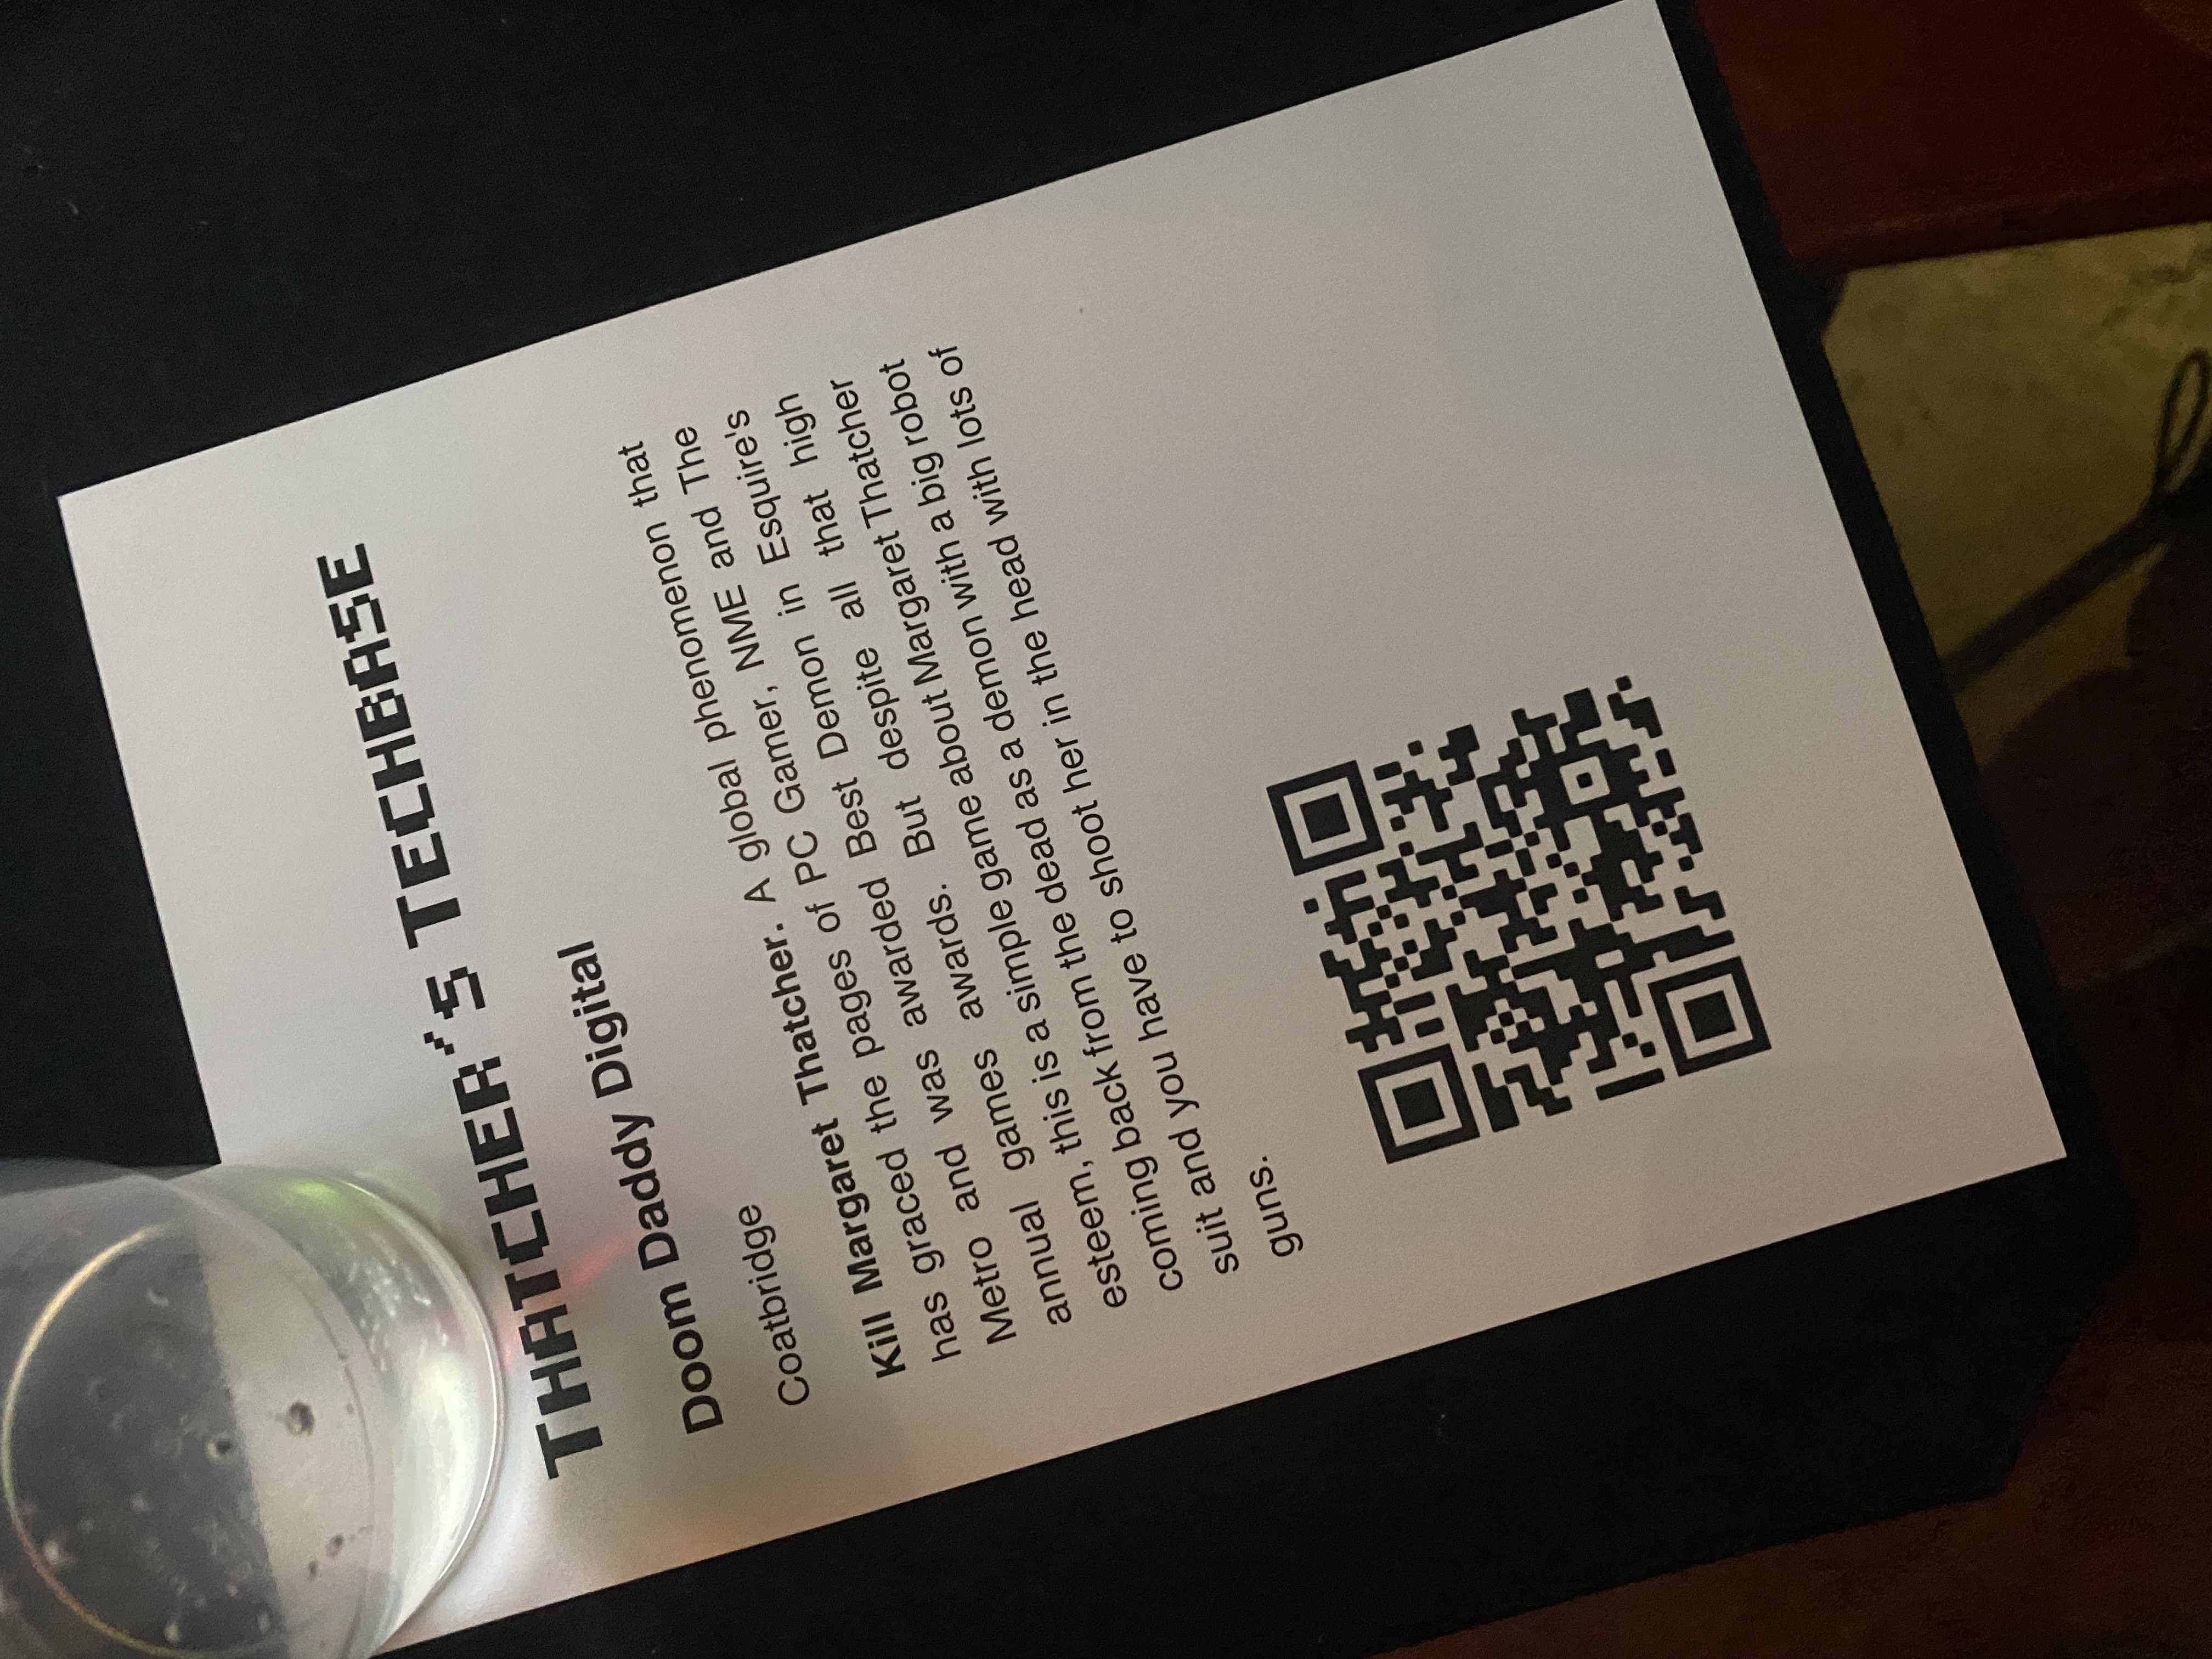 THATCHER'S TECHBASE
Doom Daddy Digital
Coatbridge
Kill Margaret Thatcher. A global phenomenon that
has graced the pages of PC Gamer, NME and The
Metro and was awarded Best Demon in Esquire's
annual games awards. But despite all that high
esteem, this is a simple game about Margaret Thatcher
coming back from the dead as a demon with a big robot
suit and you have to shoot her in the head with lots of
guns.